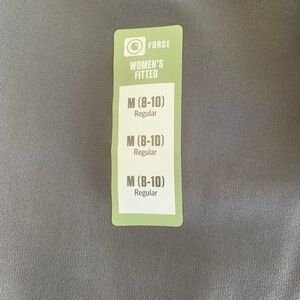 FORCE
WOMEN'S
FITTED
M (8-10)
Regular
M (8-10)
Regular
M (8-10)
Regular